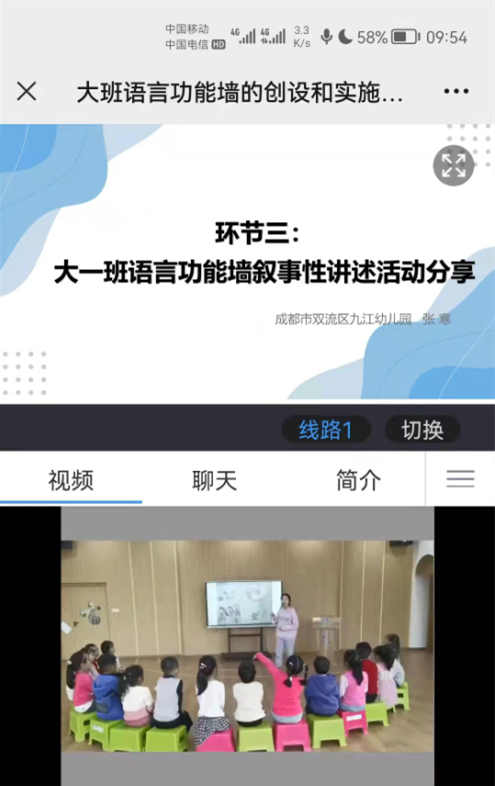 中国移动
中国电信 HD
4G 4G 3.3 K/s 58% 09:54
大班语言功能墙的创设和实施...
环节三：
大一班语言功能墙叙事性讲述活动分享
成都市双流区九江幼儿园 张寒
线路1 切换
视频 聊天 简介